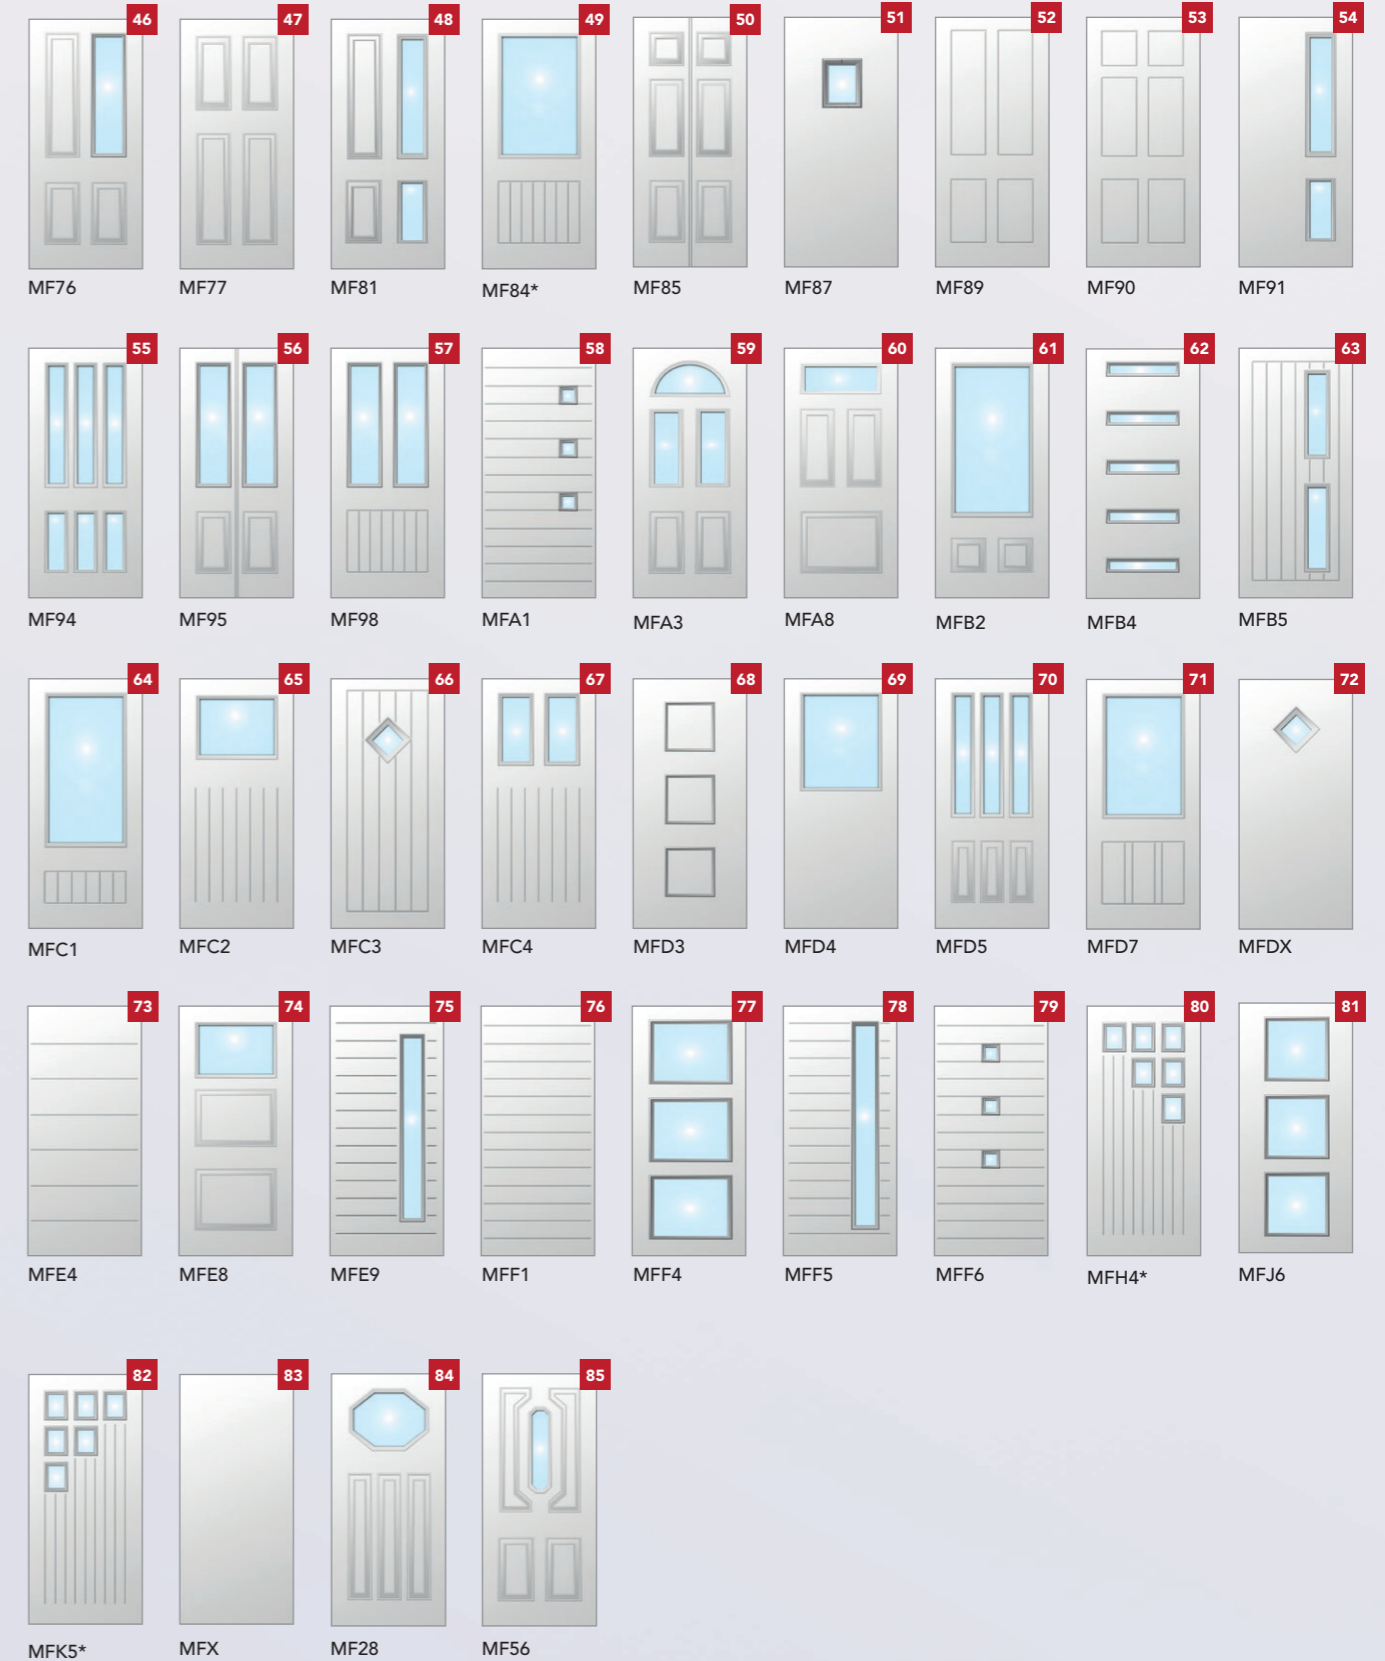 46 47 48 49 50 51 52 53 54
MF76 MF77 MF81 MF84* MF85 MF87 MF89 MF90 MF91
55 56 57 58 59 60 61 62 63
MF94 MF95 MF98 MFA1 MFA3 MFA8 MFB2 MFB4 MFB5
64 65 66 67 68 69 70 71 72
MFC1 MFC2 MFC3 MFC4 MFD3 MFD4 MFD5 MFD7 MFDX
73 74 75 76 77 78 79 80 81
MFE4 MFE8 MFE9 MFF1 MFF4 MFF5 MFF6 MFH4* MFJ6
82 83 84 85
MFK5* MFX MF28 MF56